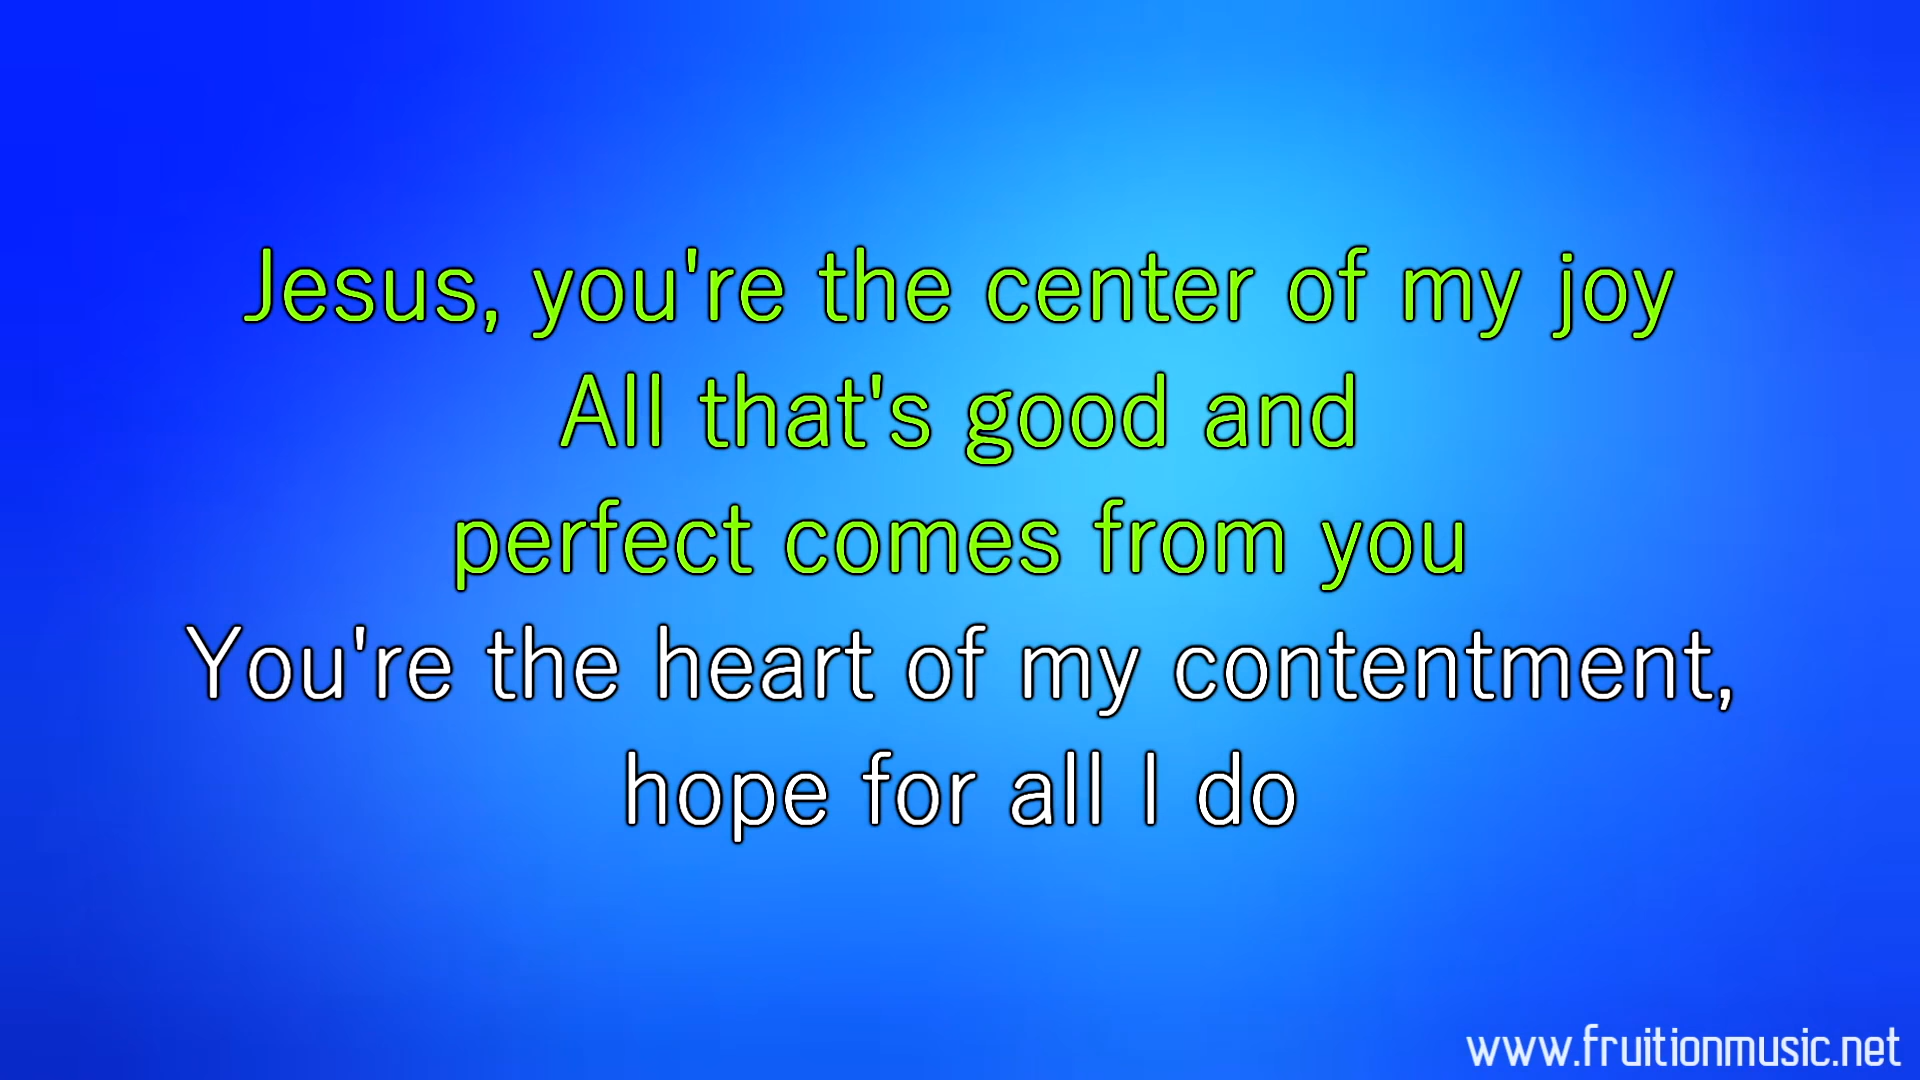 Jesus, you're the center of my joy
All that's good and
perfect comes from you
You're the heart of my contentment,
hope for all I do
www.fruitionmusic.net